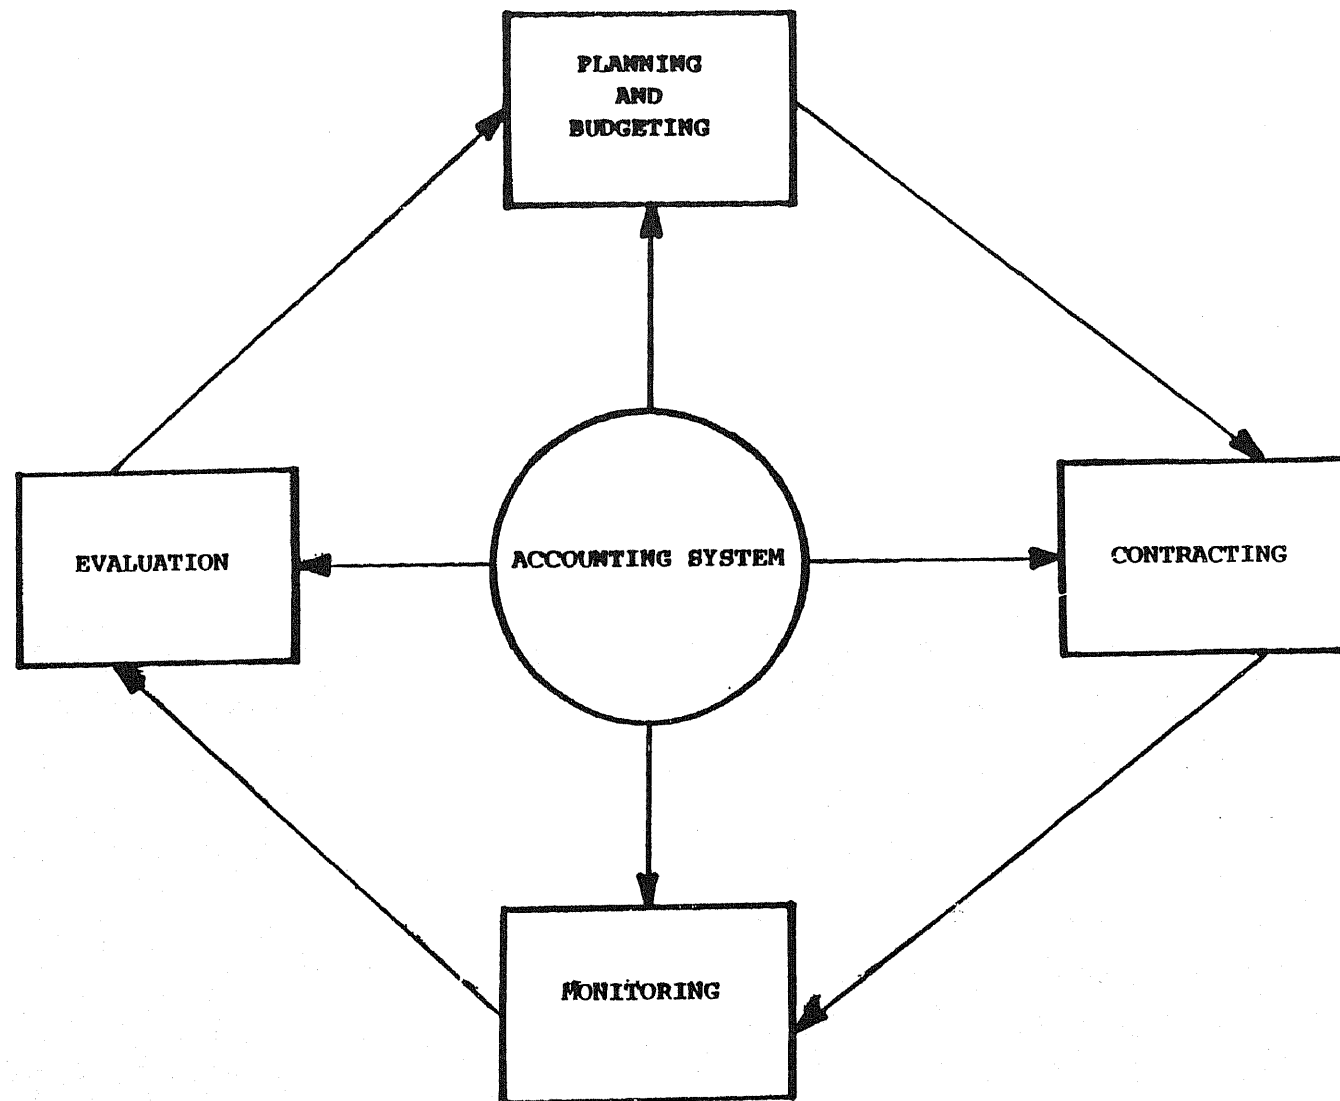 PLANNING
AND
BUDGETING
EVALUATION
ACCOUNTING SYSTEM
CONTRACTING
MONITORING